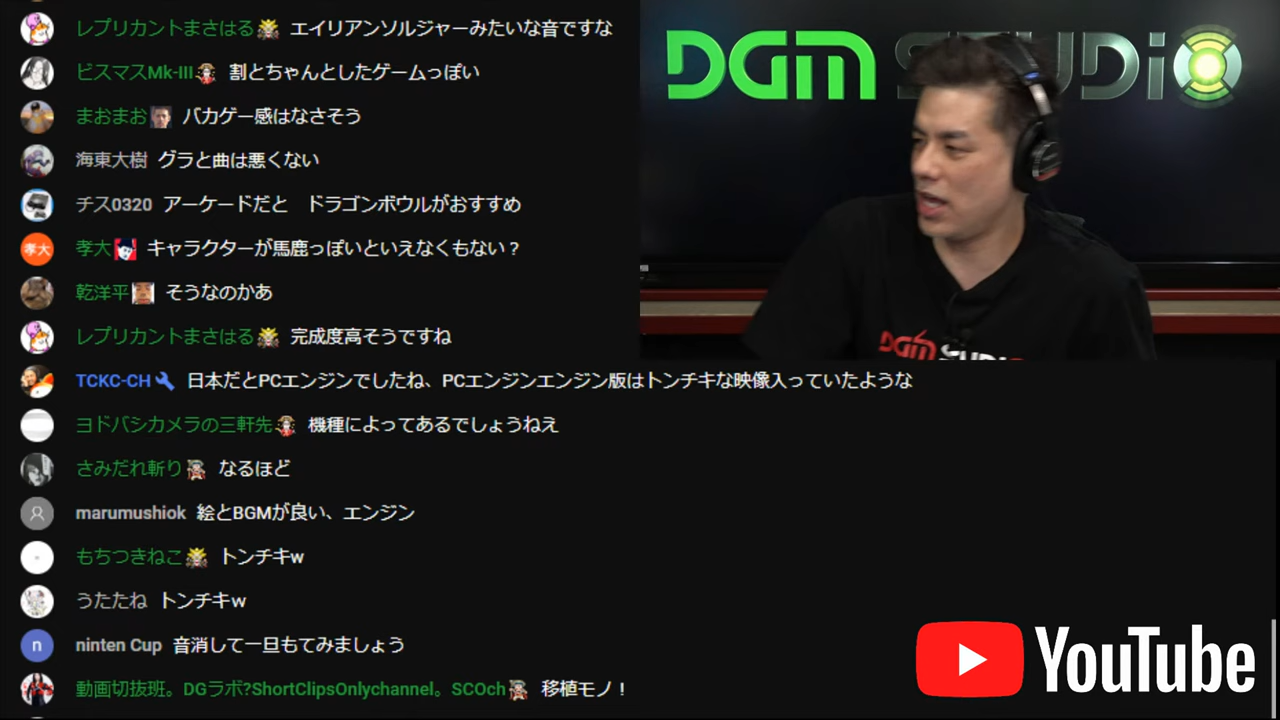 レプリカントまさはる エイリアンソルジャーみたいな音ですな
ビスマスMk-III 割とちゃんとしたゲームっぽい
まおまお バカゲー感はなさそう
海東大樹 グラと曲は悪くない
チス0320 アーケードだと ドラゴンボウルがおすすめ
孝大 孝大 キャラクターが馬鹿っぽいといえなくもない？
乾洋平 そうなのかあ
レプリカントまさはる 完成度高そうですね
TCKC-CH 日本だとPCエンジンでしたね、PCエンジンエンジン版はトンチキな映像入っていたような
ヨドバシカメラの三軒先 機種によってあるでしょうねえ
さみだれ斬り なるほど
marumushiok 絵とBGMが良い、エンジン
もちつきねこ トンチキw
うたたね トンチキｗ
n ninten Cup 音消して一旦もてみましょう
動画切抜班。DGラボ?ShortClipsOnlychannel。SCOch 移植モノ！
DGM STUDiO
DGM STUDIO
YouTube